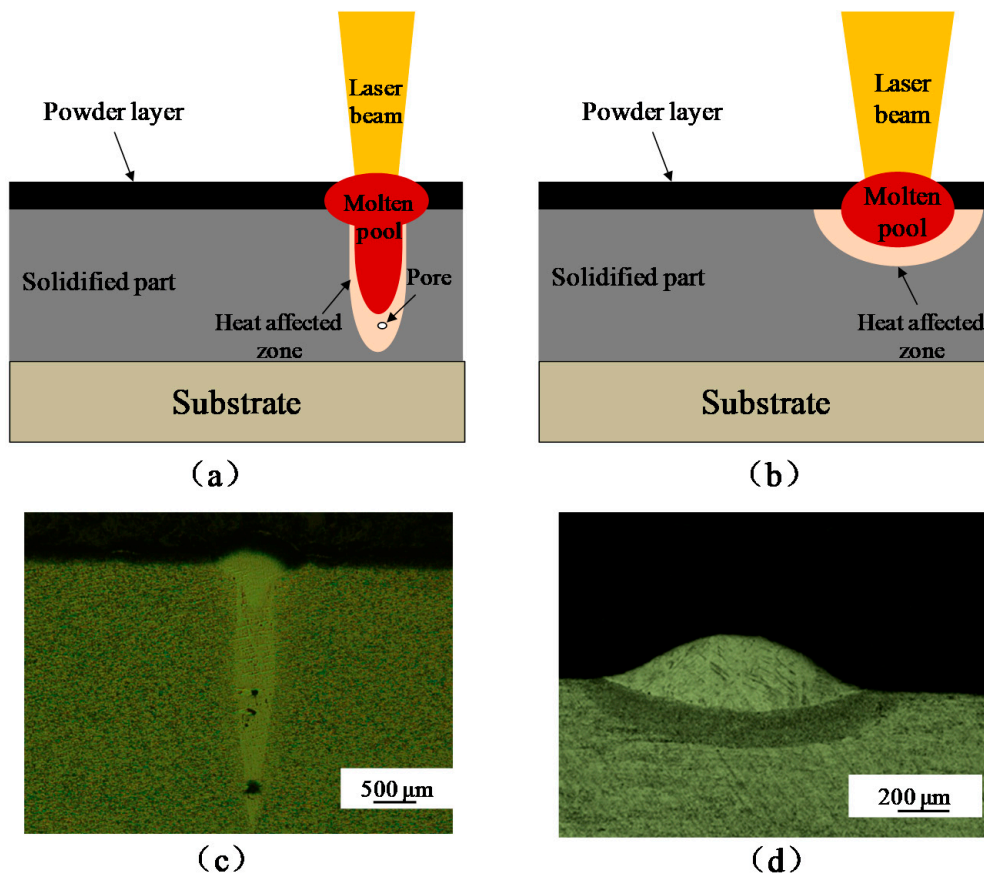 Laser
beam
Powder layer
Molten
pool
Solidified part
Pore
Heat affected
zone
Substrate
(a)
Laser
beam
Powder layer
Molten
pool
Solidified part
Heat affected
zone
Substrate
(b)
500 μm
(c)
200 μm
(d)